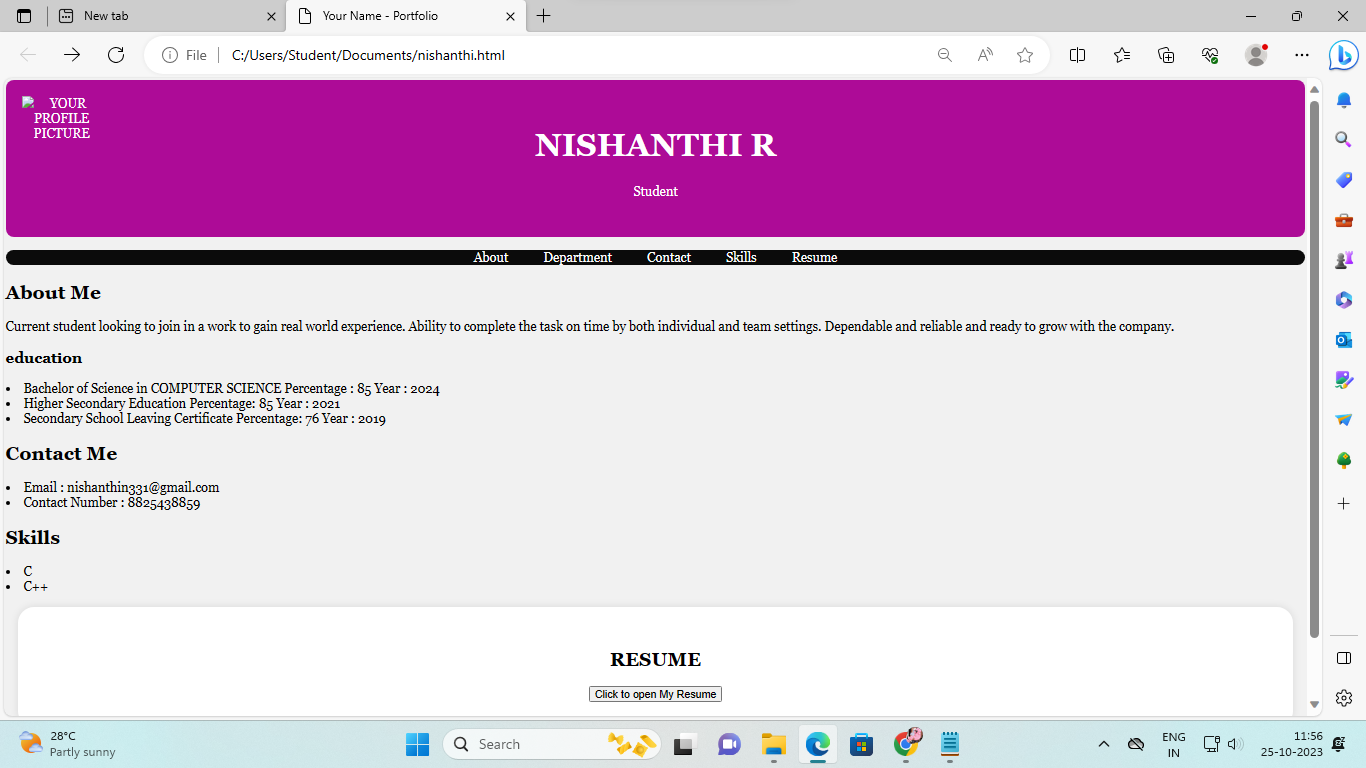 New tab
Your Name - Portfolio
File
C:/Users/Student/Documents/nishanthi.html
YOUR
PROFILE
PICTURE
NISHANTHI R
Student
About Department Contact Skills Resume
About Me
Current student looking to join in a work to gain real world experience. Ability to complete the task on time by both individual and team settings. Dependable and reliable and ready to grow with the company.
education
• Bachelor of Science in COMPUTER SCIENCE Percentage : 85 Year : 2024
• Higher Secondary Education Percentage: 85 Year : 2021
• Secondary School Leaving Certificate Percentage: 76 Year : 2019
Contact Me
• Email : nishanthin331@gmail.com
• Contact Number : 8825438859
Skills
• C
• C++
RESUME
Click to open My Resume
28°C
Partly sunny
Search
ENG
IN
11:56
25-10-2023